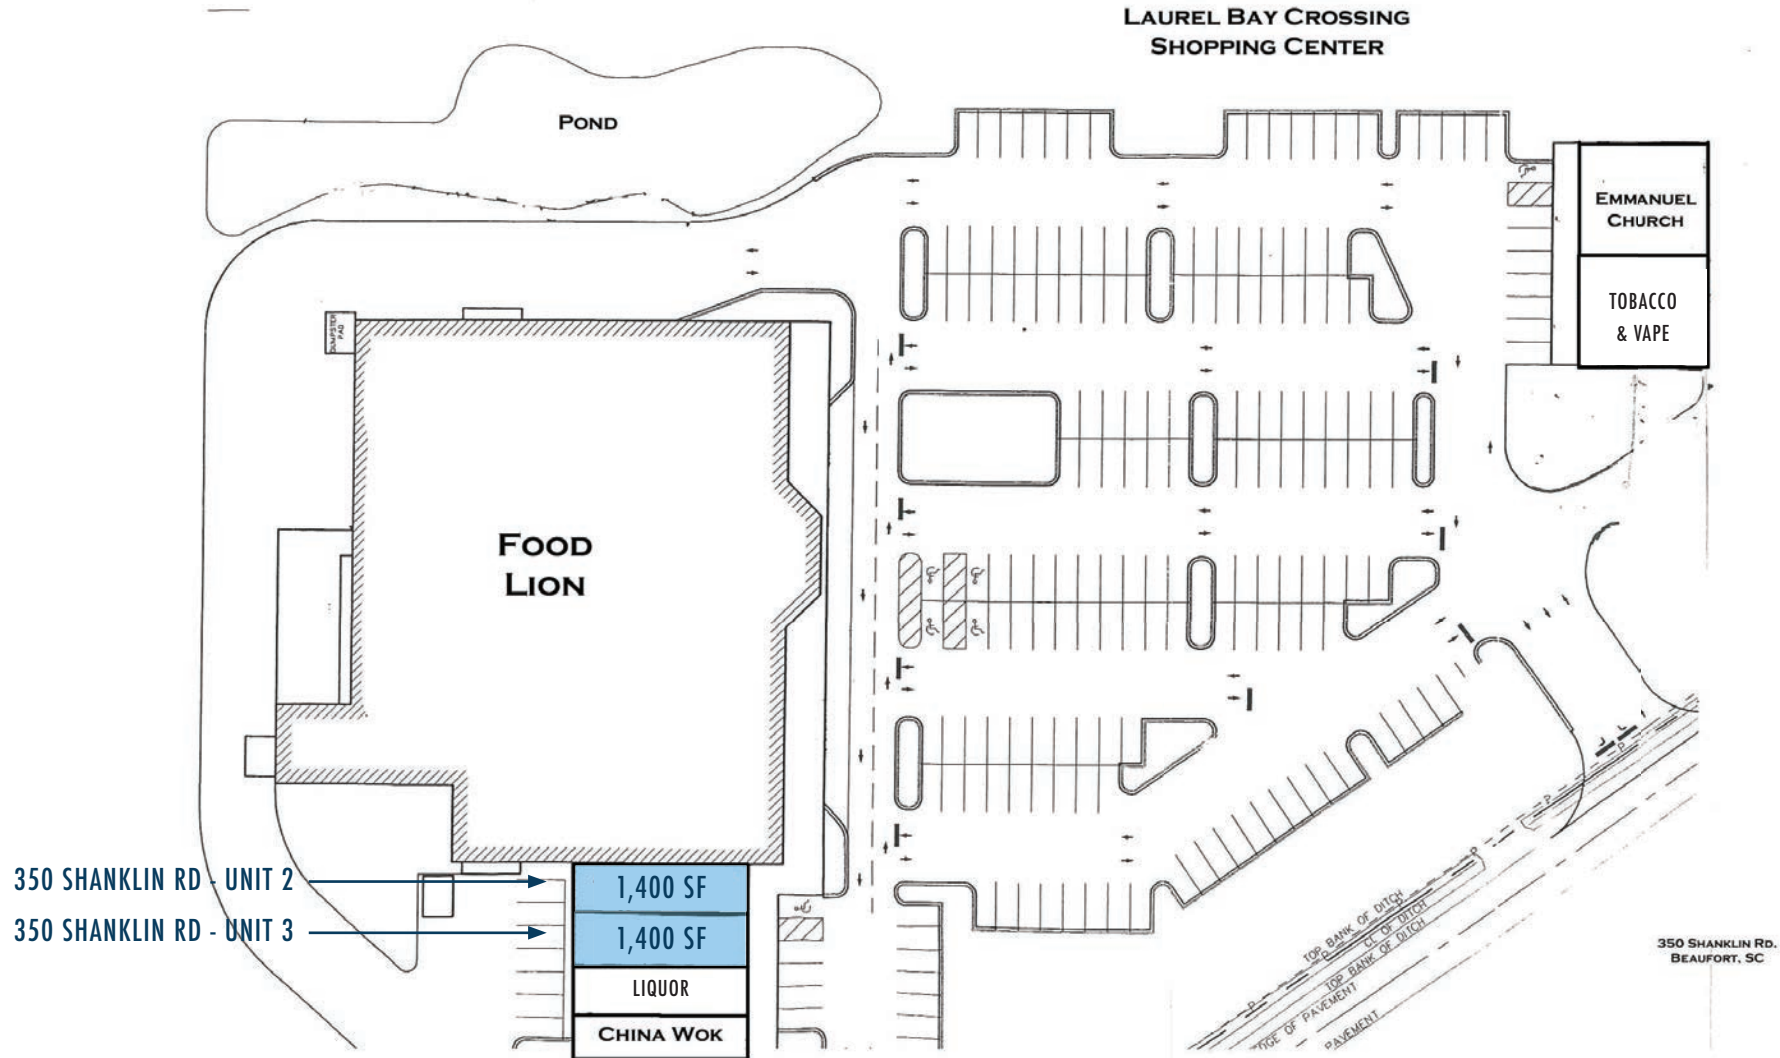 LAUREL BAY CROSSING
SHOPPING CENTER
POND
EMMANUEL
CHURCH
TOBACCO
& VAPE
DUMPSTER
PAD
FOOD
LION
350 SHANKLIN RD - UNIT 2
1,400 SF
350 SHANKLIN RD - UNIT 3
1,400 SF
LIQUOR
CHINA WOK
P
P
P
P
P
P
TOP BANK OF DITCH
CL OF DITCH
TOP BANK OF DITCH
EDGE OF PAVEMENT
PAVEMENT
350 SHANKLIN RD.
BEAUFORT, SC